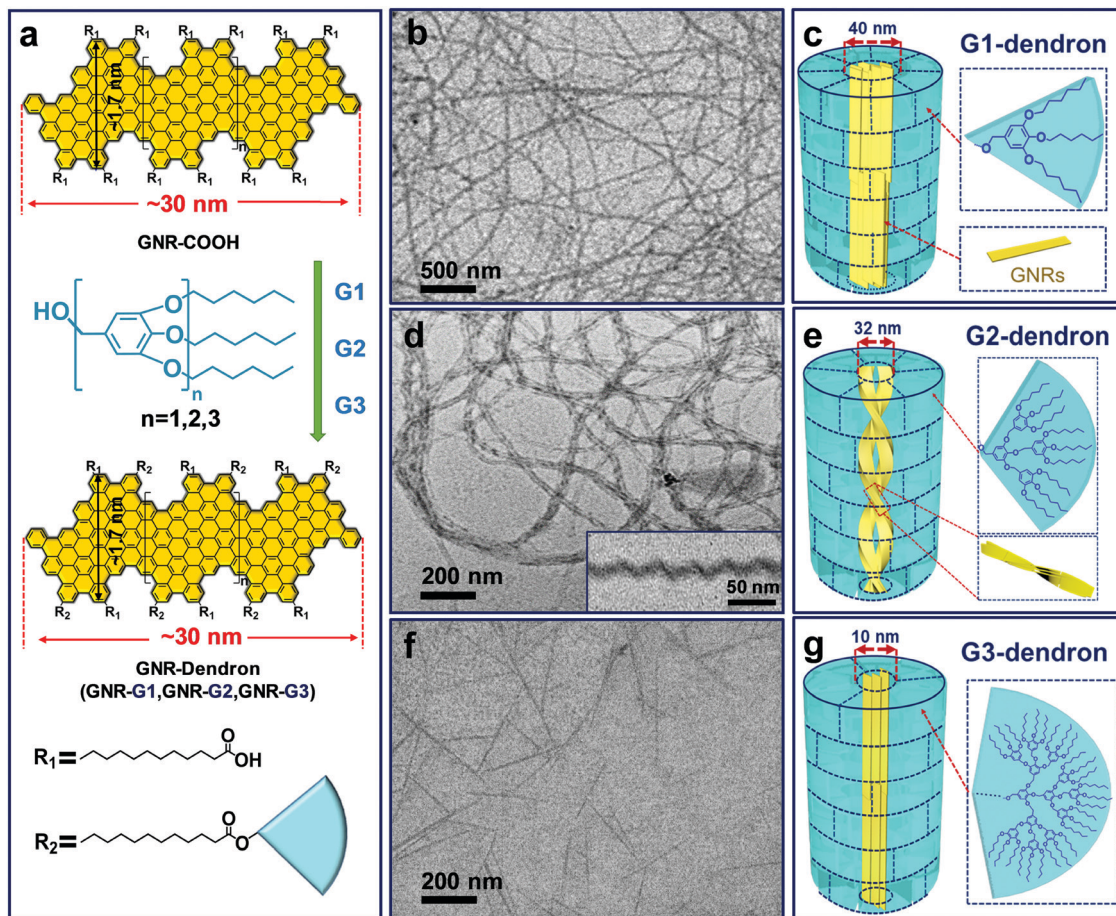 a
R1 R1 R1 R1 R1 R1
~1.7 nm
n
R1 R1 R1 R1 R1 R1
~30 nm
GNR-COOH
HO
O
O
O
n
n=1,2,3
G1
G2
G3
R1 R2 R1 R2 R1 R2
~1.7 nm
n
R2 R1 R2 R1 R2 R1
~30 nm
GNR-Dendron
(GNR-G1,GNR-G2,GNR-G3)
R1=
O
OH
R2=
O
O
b
500 nm
c
40 nm
G1-dendron
O
O
O
O
GNRs
d
200 nm
50 nm
e
32 nm
G2-dendron
f
200 nm
g
10 nm
G3-dendron